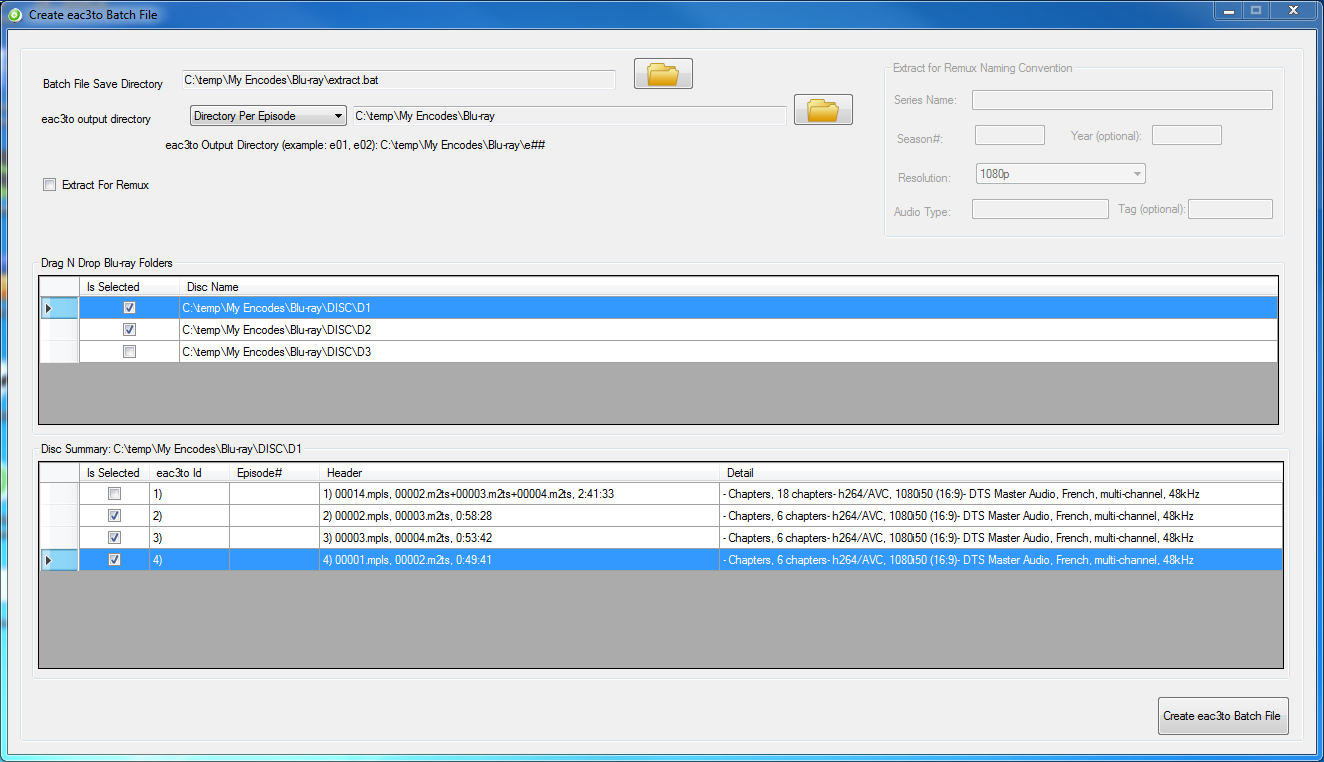 Create eac3to Batch File
Batch File Save Directory C:\temp\My Encodes\Blu-ray\extract.bat
eac3to output directory Directory Per Episode C:\temp\My Encodes\Blu-ray
eac3to Output Directory (example: e01, e02): C:\temp\My Encodes\Blu-ray\e##
Extract For Remux
Extract for Remux Naming Convention
Series Name:
Season#: Year (optional):
Resolution: 1080p
Audio Type: Tag (optional):
Drag N Drop Blu-ray Folders
Is Selected Disc Name
C:\temp\My Encodes\Blu-ray\DISC\D1
C:\temp\My Encodes\Blu-ray\DISC\D2
C:\temp\My Encodes\Blu-ray\DISC\D3
Disc Summary: C:\temp\My Encodes\Blu-ray\DISC\D1
Is Selected eac3to Id Episode# Header Detail
1) 1) 00014.mpls, 00002.m2ts+00003.m2ts+00004.m2ts, 2:41:33 - Chapters, 18 chapters- h264/AVC, 1080i50 (16:9)- DTS Master Audio, French, multi-channel, 48kHz
2) 2) 00002.mpls, 00003.m2ts, 0:58:28 - Chapters, 6 chapters- h264/AVC, 1080i50 (16:9)- DTS Master Audio, French, multi-channel, 48kHz
3) 3) 00003.mpls, 00004.m2ts, 0:53:42 - Chapters, 6 chapters- h264/AVC, 1080i50 (16:9)- DTS Master Audio, French, multi-channel, 48kHz
4) 4) 00001.mpls, 00002.m2ts, 0:49:41 - Chapters, 6 chapters- h264/AVC, 1080i50 (16:9)- DTS Master Audio, French, multi-channel, 48kHz
Create eac3to Batch File